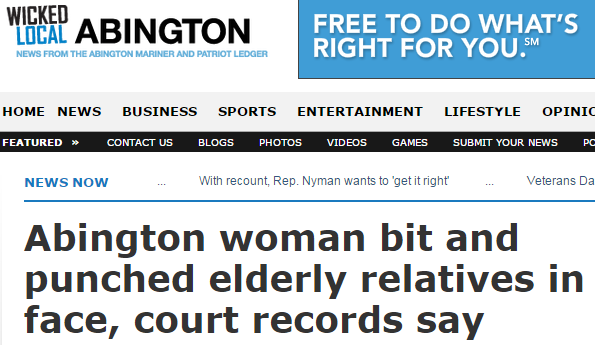 WICKED
LOCAL ABINGTON
NEWS FROM THE ABINGTON MARINER AND PATRIOT LEDGER
FREE TO DO WHAT'S
RIGHT FOR YOU.SM
HOME NEWS BUSINESS SPORTS ENTERTAINMENT LIFESTYLE OPINIO
FEATURED » CONTACT US BLOGS PHOTOS VIDEOS GAMES SUBMIT YOUR NEWS PO
NEWS NOW ... With recount, Rep. Nyman wants to 'get it right' ... Veterans Da
Abington woman bit and
punched elderly relatives in
face, court records say